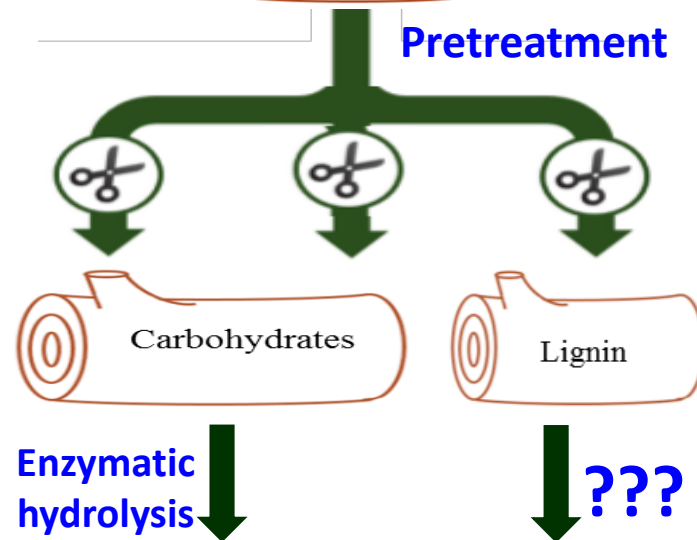 Pretreatment
Carbohydrates
Lignin
Enzymatic
hydrolysis
???